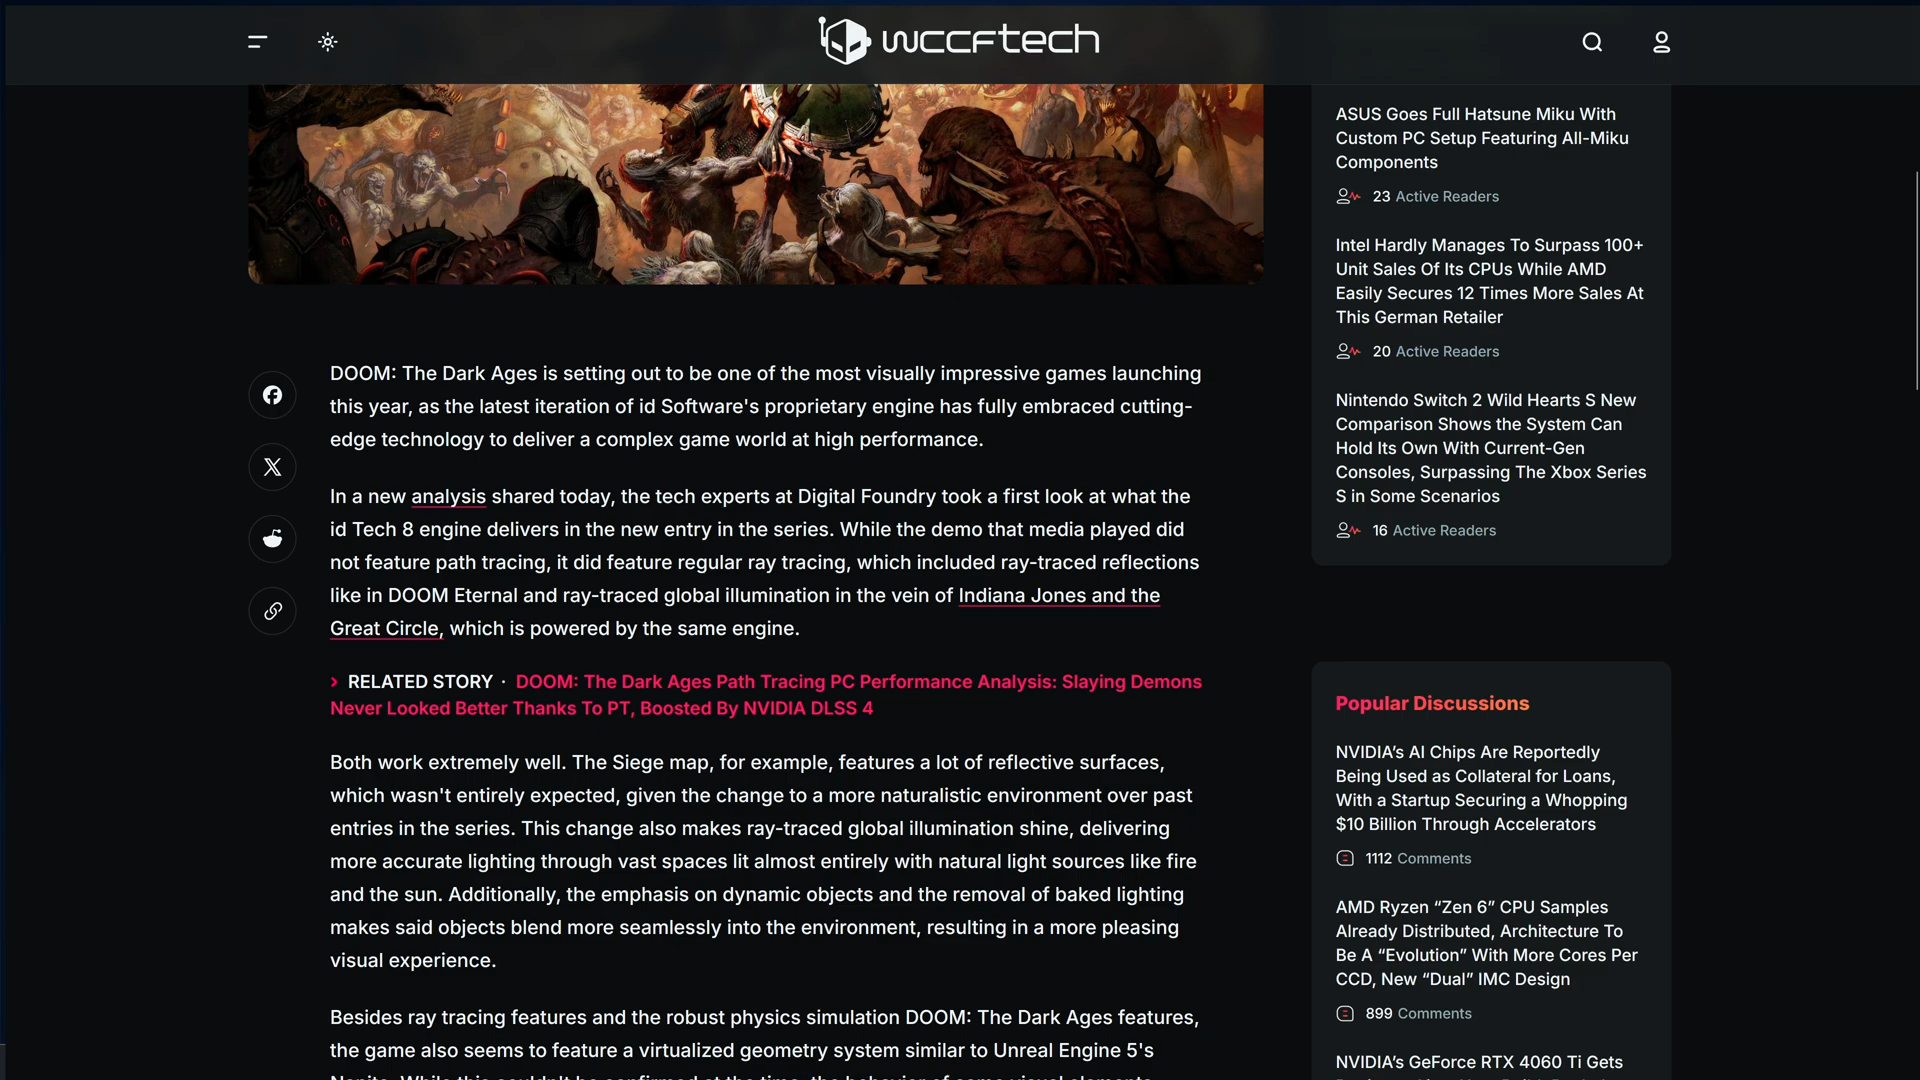 wccftech
DOOM: The Dark Ages is setting out to be one of the most visually impressive games launching
this year, as the latest iteration of id Software's proprietary engine has fully embraced cutting-
edge technology to deliver a complex game world at high performance.
In a new analysis shared today, the tech experts at Digital Foundry took a first look at what the
id Tech 8 engine delivers in the new entry in the series. While the demo that media played did
not feature path tracing, it did feature regular ray tracing, which included ray-traced reflections
like in DOOM Eternal and ray-traced global illumination in the vein of Indiana Jones and the
Great Circle, which is powered by the same engine.
RELATED STORY · DOOM: The Dark Ages Path Tracing PC Performance Analysis: Slaying Demons
Never Looked Better Thanks To PT, Boosted By NVIDIA DLSS 4
Both work extremely well. The Siege map, for example, features a lot of reflective surfaces,
which wasn't entirely expected, given the change to a more naturalistic environment over past
entries in the series. This change also makes ray-traced global illumination shine, delivering
more accurate lighting through vast spaces lit almost entirely with natural light sources like fire
and the sun. Additionally, the emphasis on dynamic objects and the removal of baked lighting
makes said objects blend more seamlessly into the environment, resulting in a more pleasing
visual experience.
Besides ray tracing features and the robust physics simulation DOOM: The Dark Ages features,
the game also seems to feature a virtualized geometry system similar to Unreal Engine 5's
ASUS Goes Full Hatsune Miku With
Custom PC Setup Featuring All-Miku
Components
23 Active Readers
Intel Hardly Manages To Surpass 100+
Unit Sales Of Its CPUs While AMD
Easily Secures 12 Times More Sales At
This German Retailer
20 Active Readers
Nintendo Switch 2 Wild Hearts S New
Comparison Shows the System Can
Hold Its Own With Current-Gen
Consoles, Surpassing The Xbox Series
S in Some Scenarios
16 Active Readers
Popular Discussions
NVIDIA’s AI Chips Are Reportedly
Being Used as Collateral for Loans,
With a Startup Securing a Whopping
$10 Billion Through Accelerators
1112 Comments
AMD Ryzen “Zen 6” CPU Samples
Already Distributed, Architecture To
Be A “Evolution” With More Cores Per
CCD, New “Dual” IMC Design
899 Comments
NVIDIA’s GeForce RTX 4060 Ti Gets